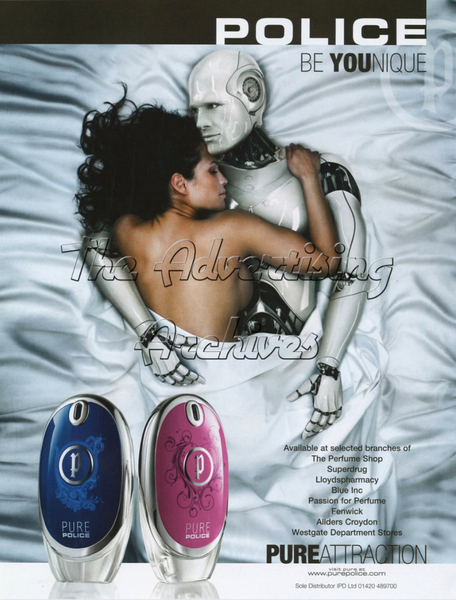 POLICE
BE YOUNIQUE
The Advertising
Archives
Available at selected branches of
The Perfume Shop
Superdrug
Lloydspharmacy
Blue Inc
Passion for Perfume
Fenwick
Allders Croydon
Westgate Department Stores
P
PURE
POLICE
P
PURE
POLICE
PUREATTRACTION
visit pure at
www.purepolice.com
Sole Distributor IPD Ltd 01420 489700